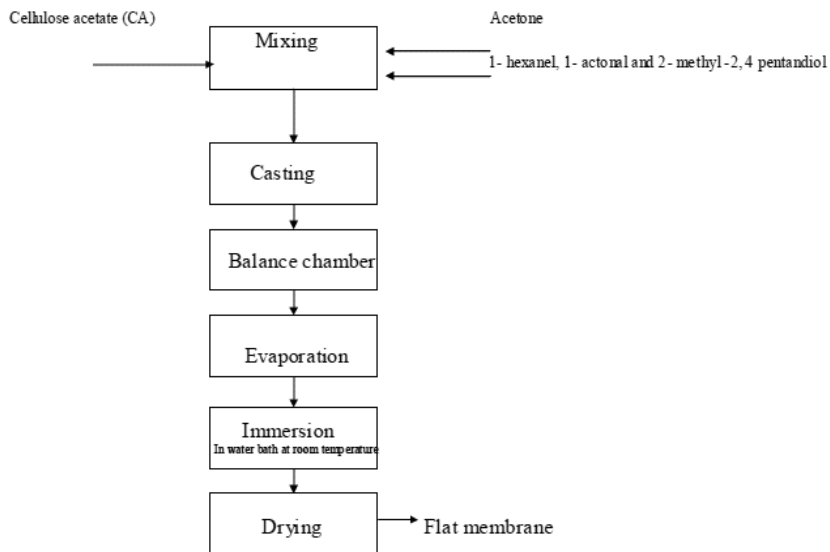 Cellulose acetate (CA)
Acetone
Mixing
1- hexanel, 1- actonal and 2- methyl -2, 4 pentandiol
Casting
Balance chamber
Evaporation
Immersion
In water bath at room temperature
Drying
Flat membrane